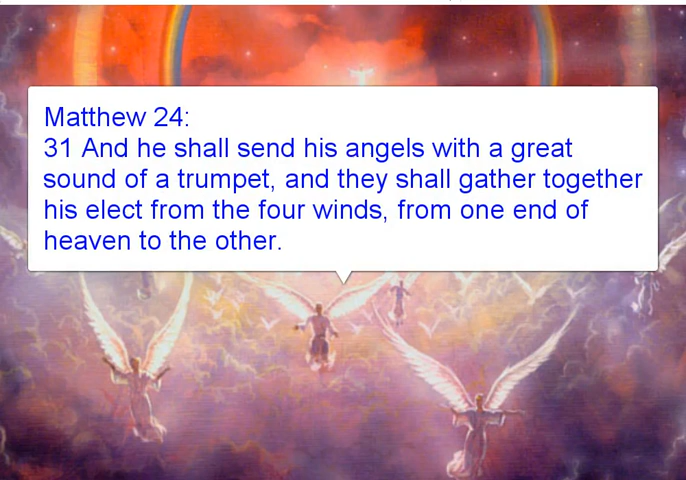 Matthew 24:
31 And he shall send his angels with a great
sound of a trumpet, and they shall gather together
his elect from the four winds, from one end of
heaven to the other.